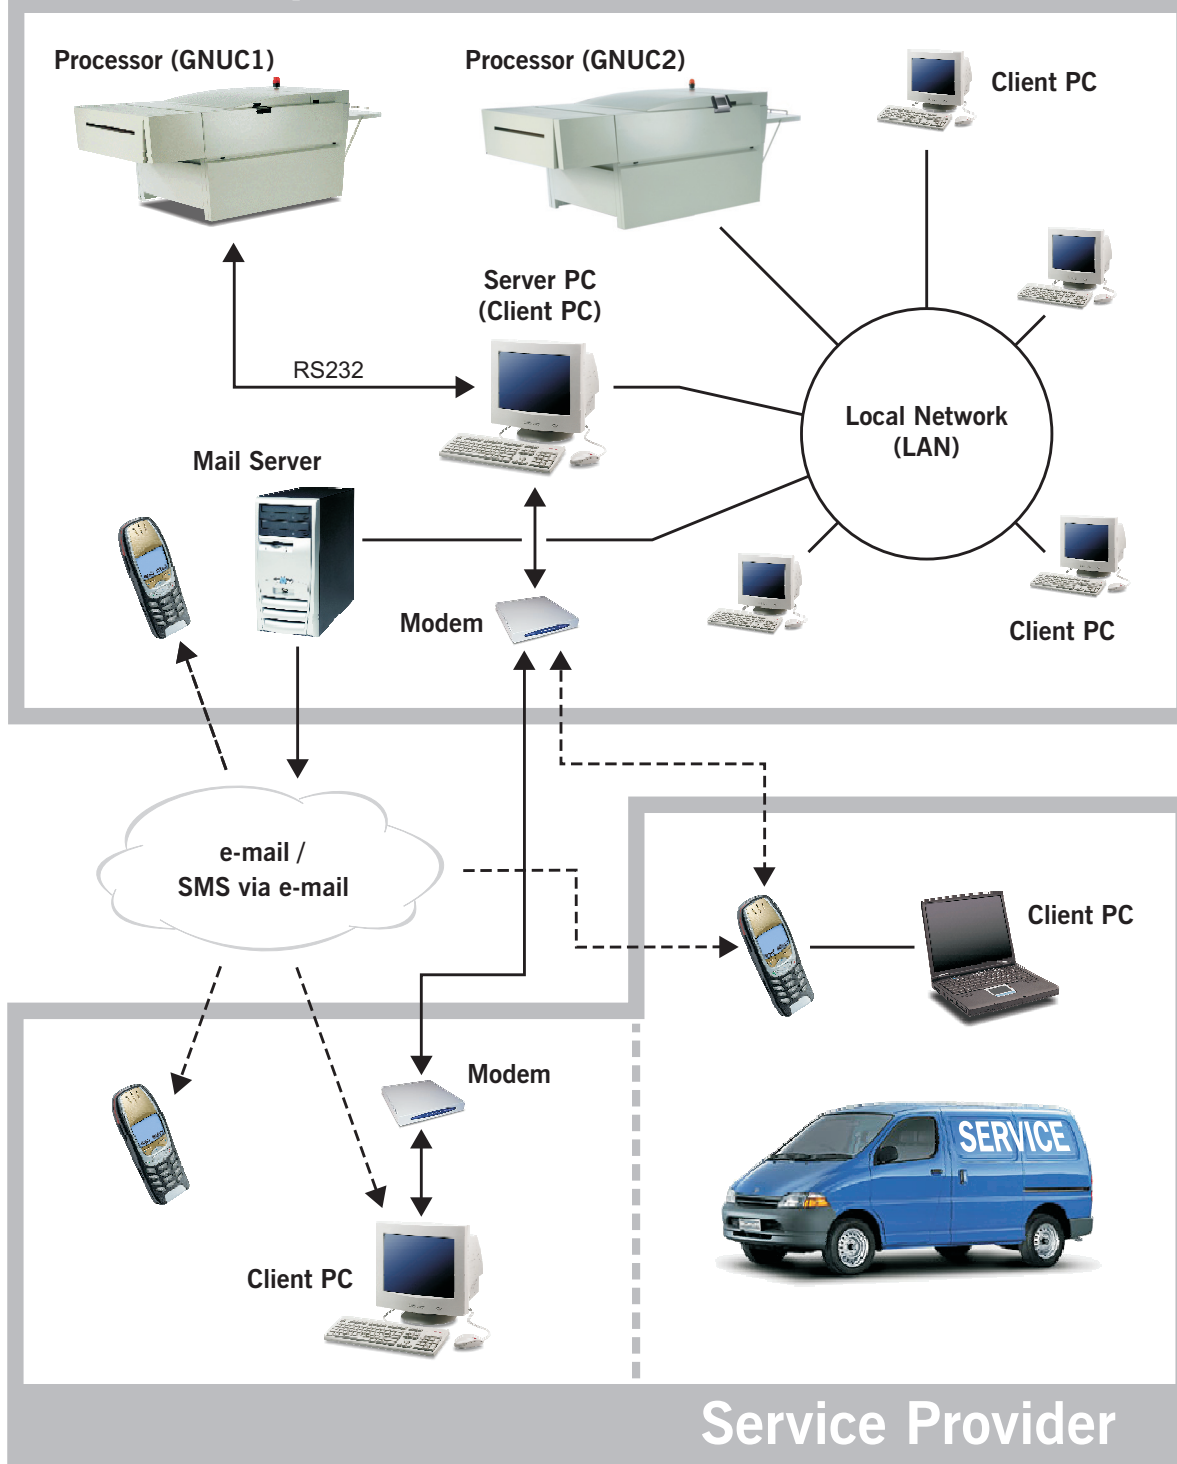 Processor (GNUC1)
Processor (GNUC2)
Client PC
Server PC
(Client PC)
RS232
Local Network
(LAN)
Mail Server
Modem
Client PC
e-mail /
SMS via e-mail
Client PC
Modem
SERVICE
Client PC
Service Provider